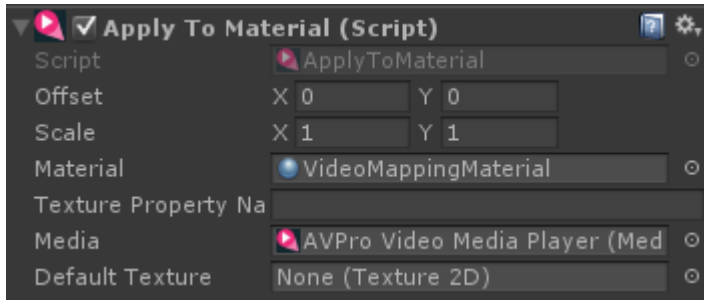 Apply To Material (Script)
Script ApplyToMaterial
Offset X 0 Y 0
Scale X 1 Y 1
Material VideoMappingMaterial
Texture Property Na
Media AVPro Video Media Player (Med
Default Texture None (Texture 2D)